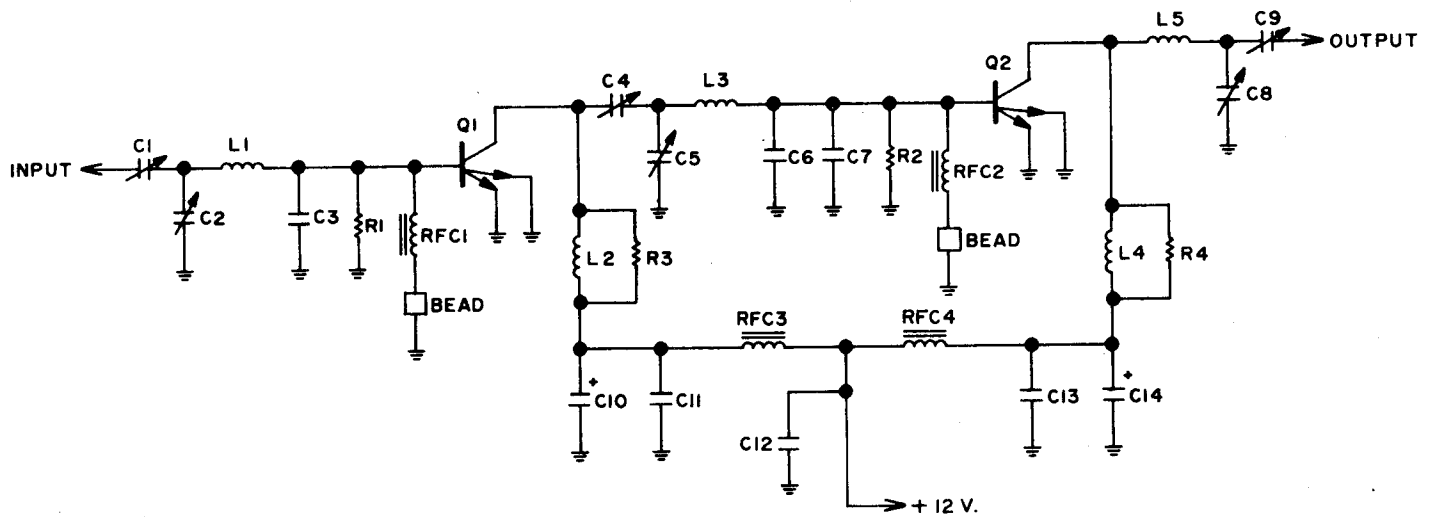 L5
C9
OUTPUT
Q2
C8
C4
L3
Q1
C1
L1
INPUT
C5
C6
C7
R2
RFC2
C2
C3
R1
RFC1
BEAD
L2
R3
L4
R4
BEAD
RFC3
RFC4
+
C10
C11
C13
+
C14
C12
+ 12 V.